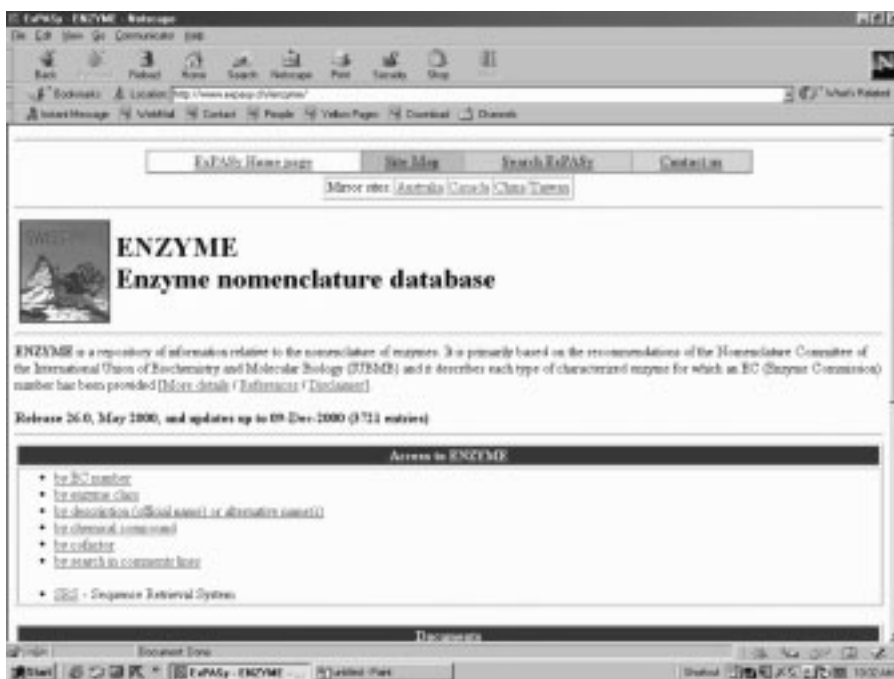 ExPASy - ENZYME - Netscape
File Edit View Go Communicator Help
Back Reload Home Search Netscape Print Security Shop
Bookmarks Location: http://www.expasy.ch/enzyme/ What's Related
Instant Message WebMail Contact People Yellow Pages Download Channels
ExPASy Home page Site Map Search ExPASy Contact us
Mirror sites: Australia Canada China Taiwan
ENZYME
Enzyme nomenclature database
ENZYME is a repository of information relative to the nomenclature of enzymes. It is primarily based on the recommendations of the Nomenclature Committee of
the International Union of Biochemistry and Molecular Biology (IUBMB) and it describes each type of characterized enzyme for which an EC (Enzyme Commission)
number has been provided [More details / References / Disclaimer].
Release 26.0, May 2000, and updates up to 09-Dec-2000 (3721 entries)
Access to ENZYME
by EC number
by enzyme class
by description (official name) or alternative name(s)
by chemical compound
by cofactor
by search in comments lines
SRS - Sequence Retrieval System
Documents
Document: Done
Start ExPASy - ENZYME - ... untitled - Paint Shortcut 10:02 AM